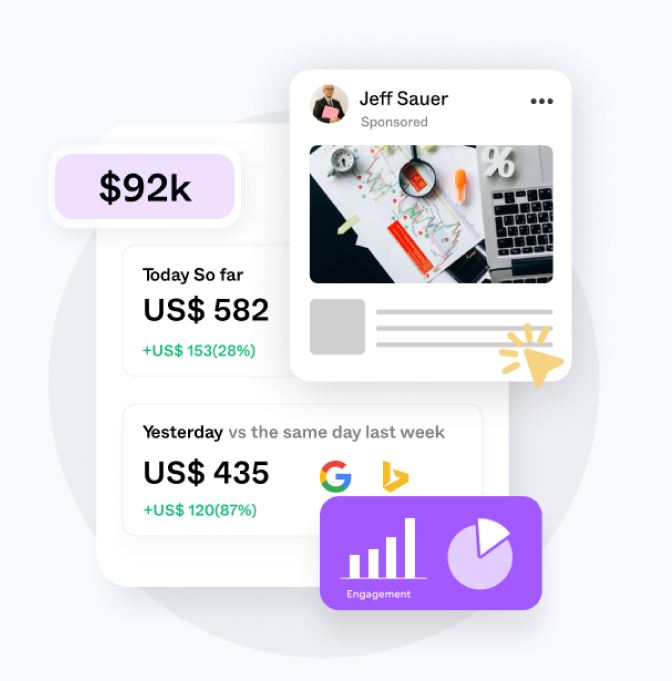 Jeff Sauer
Sponsored
%
$92k
Today So far
US$ 582
+US$ 153(28%)
Yesterday vs the same day last week
US$ 435
+US$ 120(87%)
Engagement